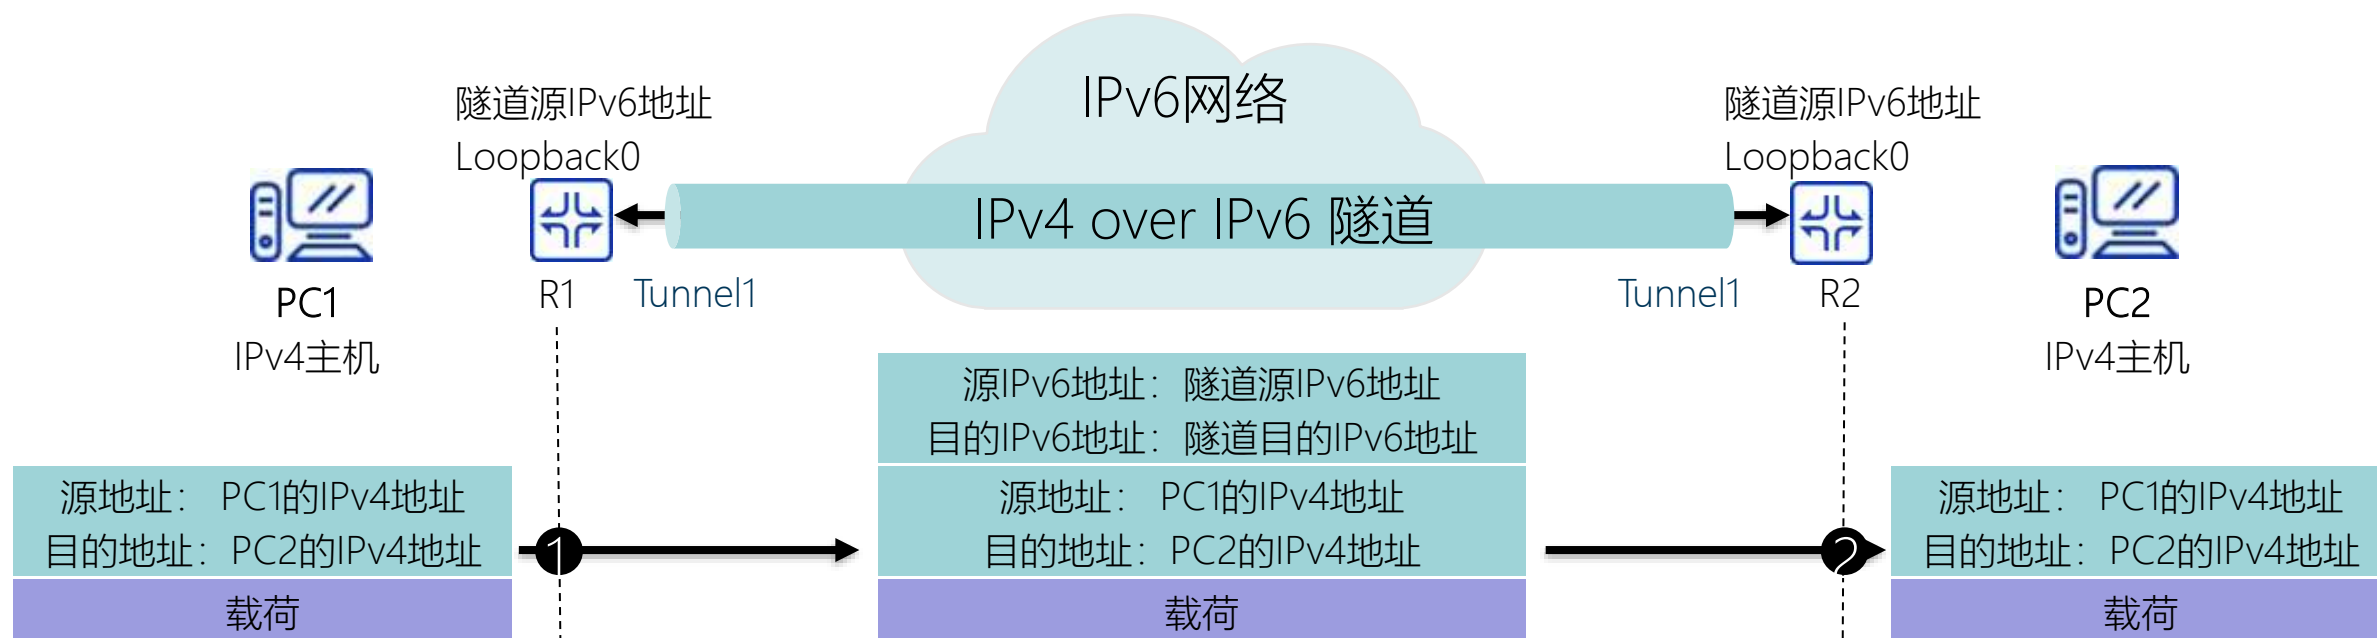 IPv6网络
隧道源IPv6地址
Loopback0
隧道源IPv6地址
Loopback0
IPv4 over IPv6 隧道
PC1
IPv4主机
R1
Tunnel1
Tunnel1
R2
PC2
IPv4主机
源IPv6地址：隧道源IPv6地址
目的IPv6地址：隧道目的IPv6地址
源地址： PC1的IPv4地址
目的地址：PC2的IPv4地址
载荷
1
源地址： PC1的IPv4地址
目的地址：PC2的IPv4地址
载荷
2
源地址： PC1的IPv4地址
目的地址：PC2的IPv4地址
载荷